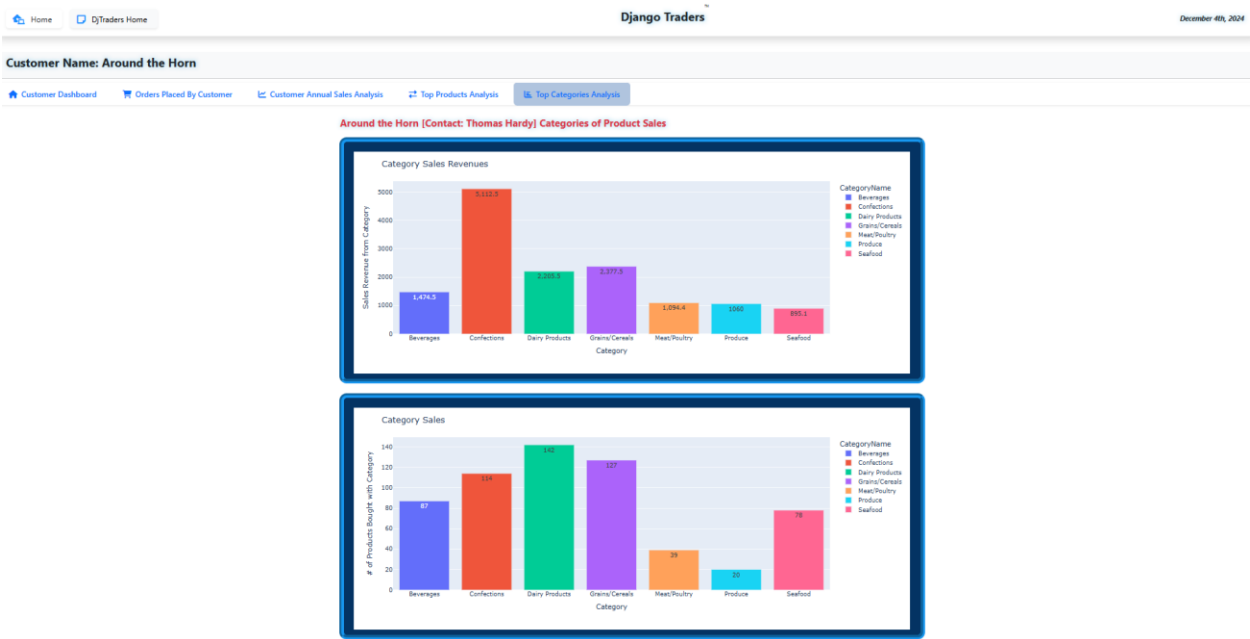 Home
DjTraders Home
Django Traders™
December 4th, 2024
Customer Name: Around the Horn
Customer Dashboard
Orders Placed By Customer
Customer Annual Sales Analysis
Top Products Analysis
Top Categories Analysis
Around the Horn [Contact: Thomas Hardy] Categories of Product Sales
Category Sales Revenues
Sales Revenue from Category
5000
4000
3000
2000
1000
0
1,474.5
5,112.5
2,377.5
1,094.4
1060
895.1
Beverages
Confections
Dairy Products
Grains/Cereals
Meat/Poultry
Produce
Seafood
Category
CategoryName
Beverages
Confections
Dairy Products
Grains/Cereals
Meat/Poultry
Produce
Seafood
Category Sales
# of Products Bought with Category
140
120
100
80
60
40
20
0
87
114
142
127
39
20
78
Beverages
Confections
Dairy Products
Grains/Cereals
Meat/Poultry
Produce
Seafood
Category
CategoryName
Beverages
Confections
Dairy Products
Grains/Cereals
Meat/Poultry
Produce
Seafood